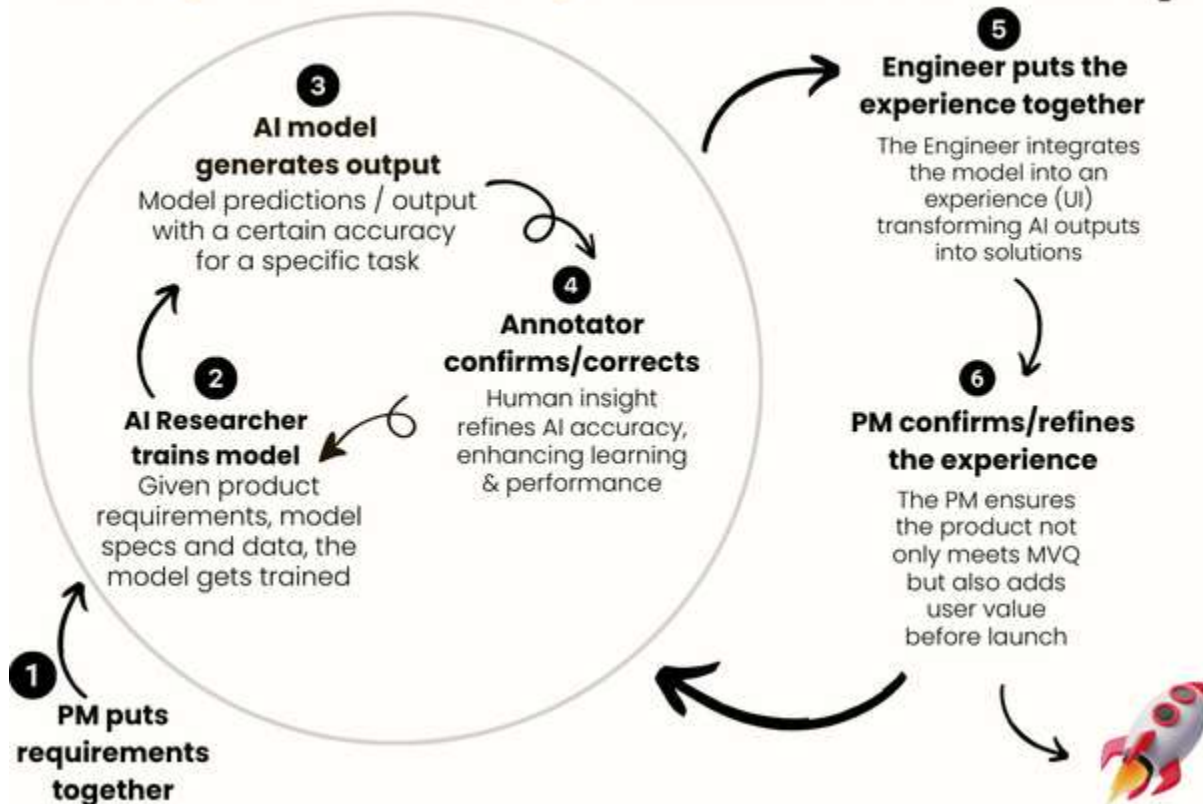 1
PM puts
requirements
together
2
AI Researcher
trains model
Given product
requirements, model
specs and data, the
model gets trained
3
AI model
generates output
Model predictions / output
with a certain accuracy
for a specific task
4
Annotator
confirms/corrects
Human insight
refines AI accuracy,
enhancing learning
& performance
5
Engineer puts the
experience together
The Engineer integrates
the model into an
experience (UI)
transforming AI outputs
into solutions
6
PM confirms/refines
the experience
The PM ensures
the product not
only meets MVQ
but also adds
user value
before launch